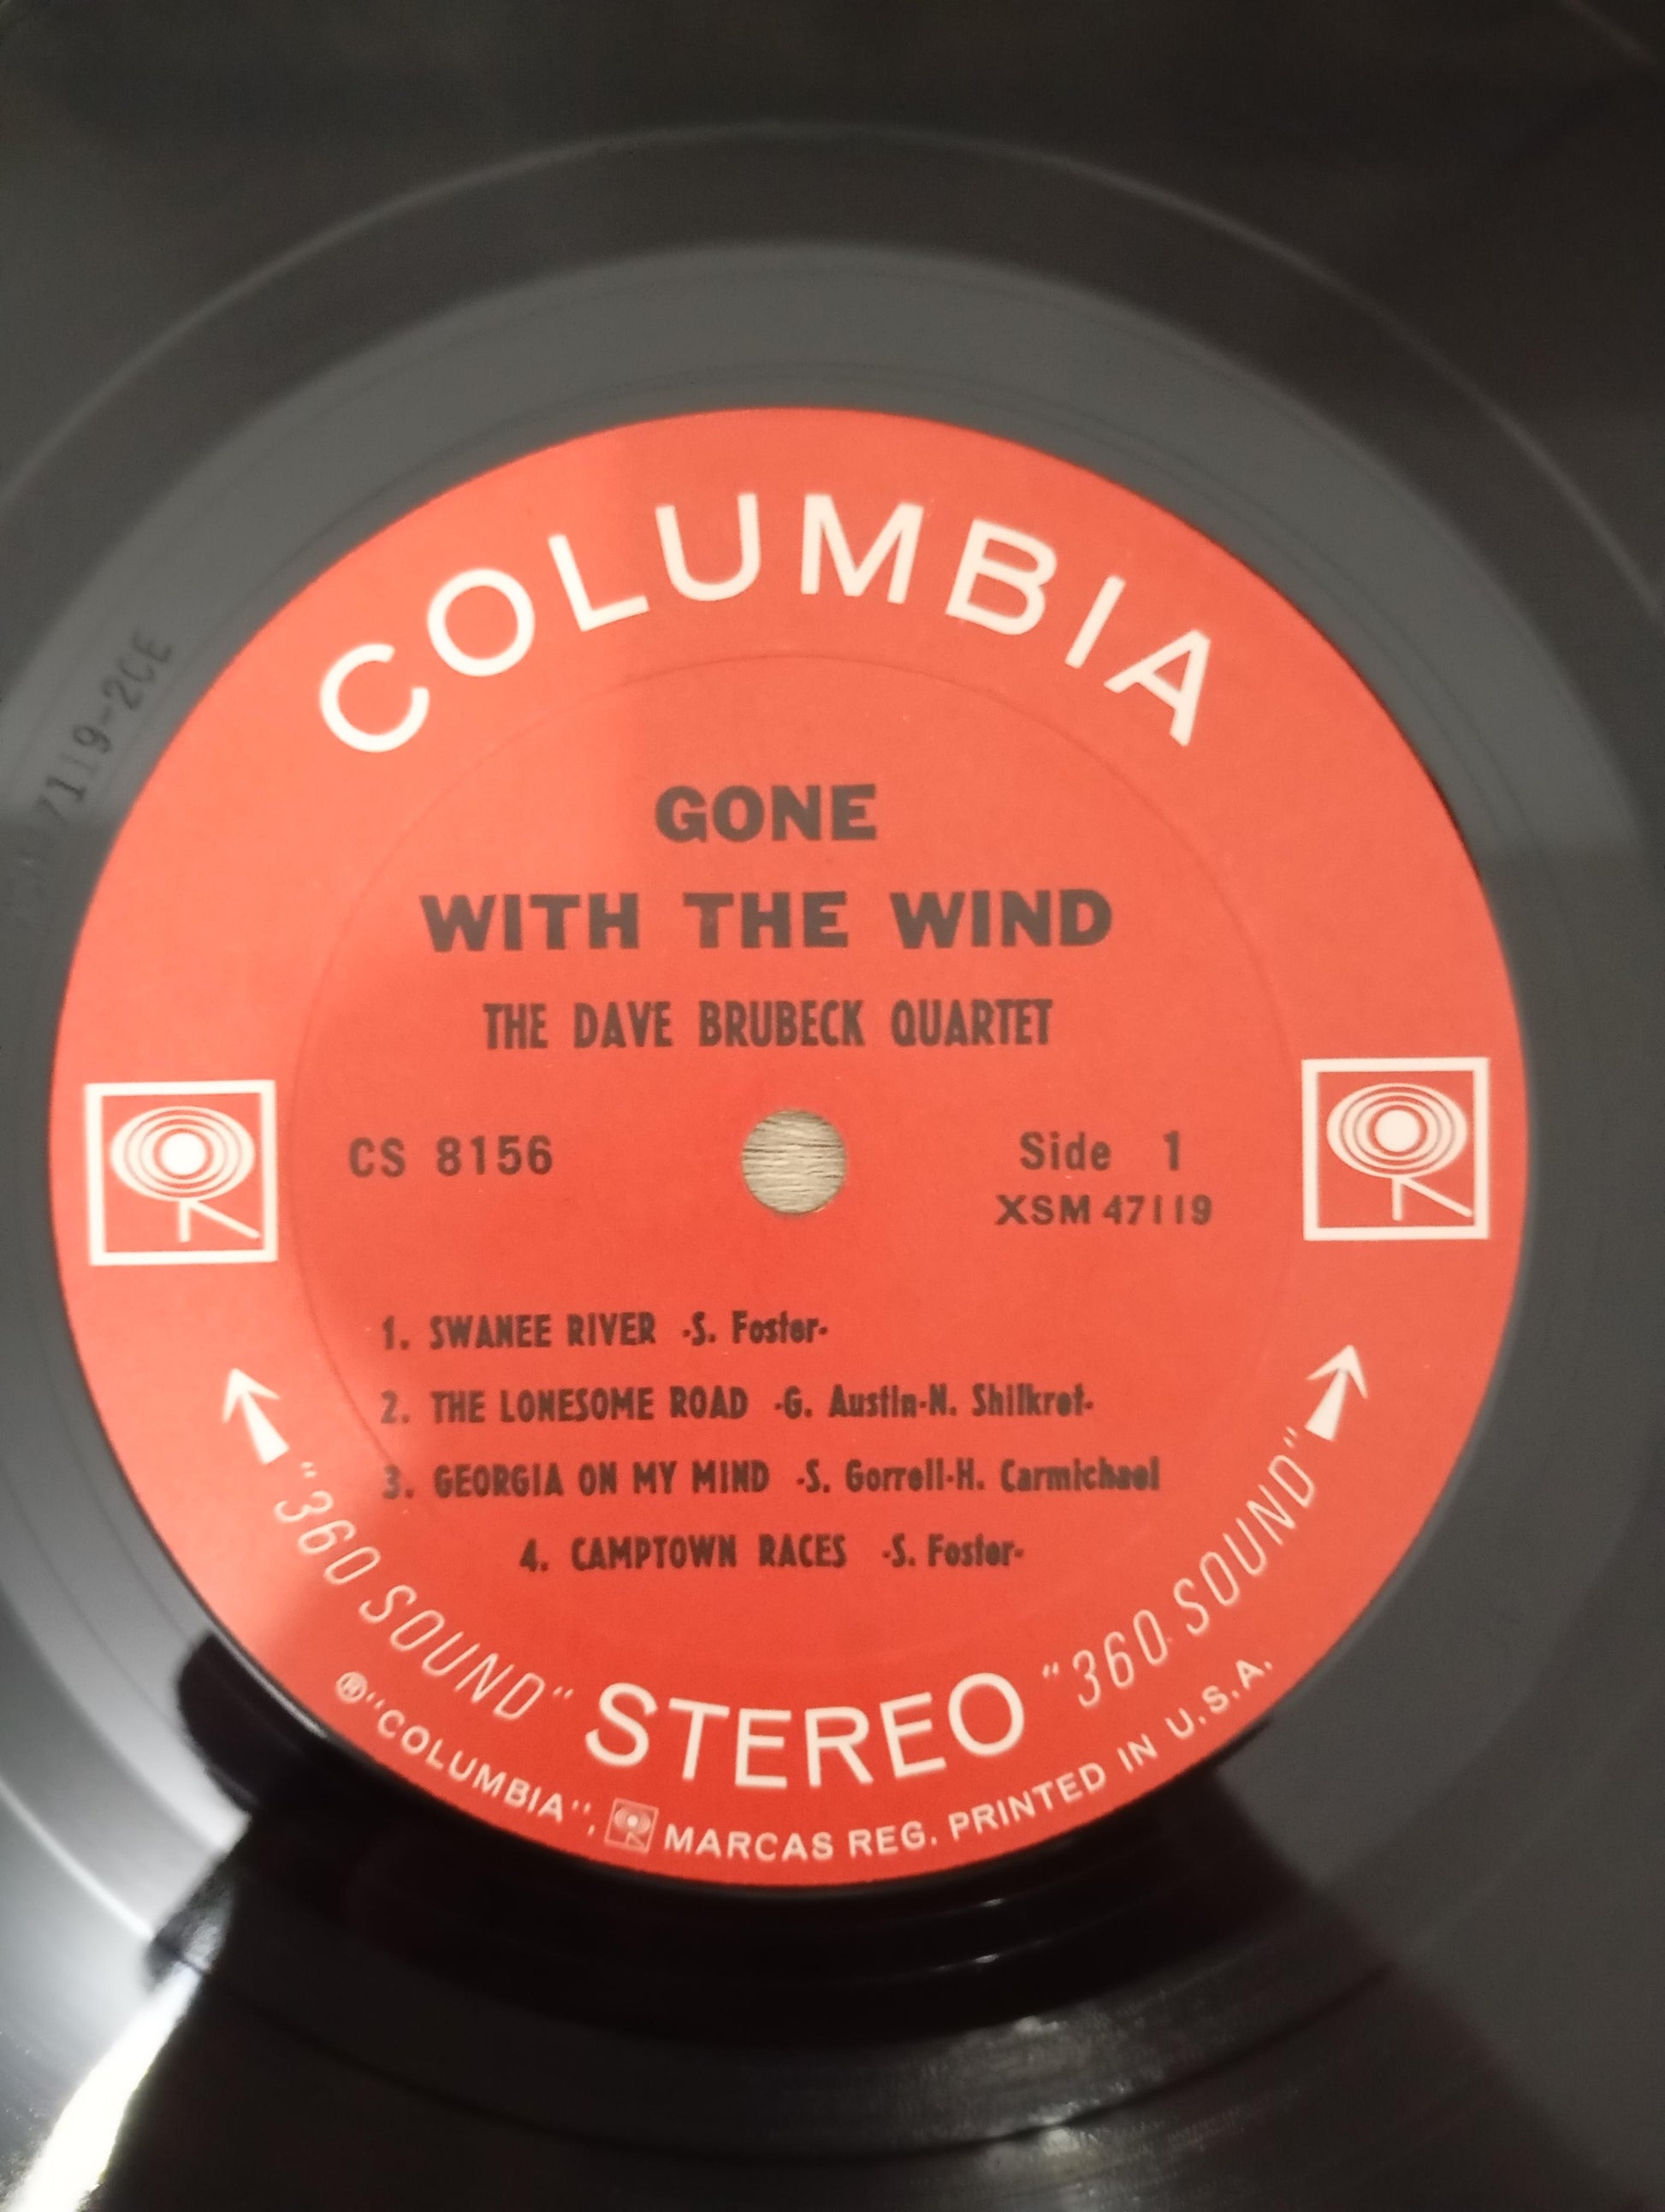 COLUMBIA
GONE
WITH THE WIND
THE DAVE BRUBECK QUARTET
CS 8156
Side 1
XSM 47119
1. SWANEE RIVER -S. Foster-
2. THE LONESOME ROAD -G. Austin-N. Shilkret-
3. GEORGIA ON MY MIND -S. Gorrell-H. Carmichael
4. CAMPTOWN RACES -S. Foster-
"360 SOUND" STEREO "360 SOUND"
Ⓡ "COLUMBIA", MARCAS REG. PRINTED IN U.S.A.
7119-2CE